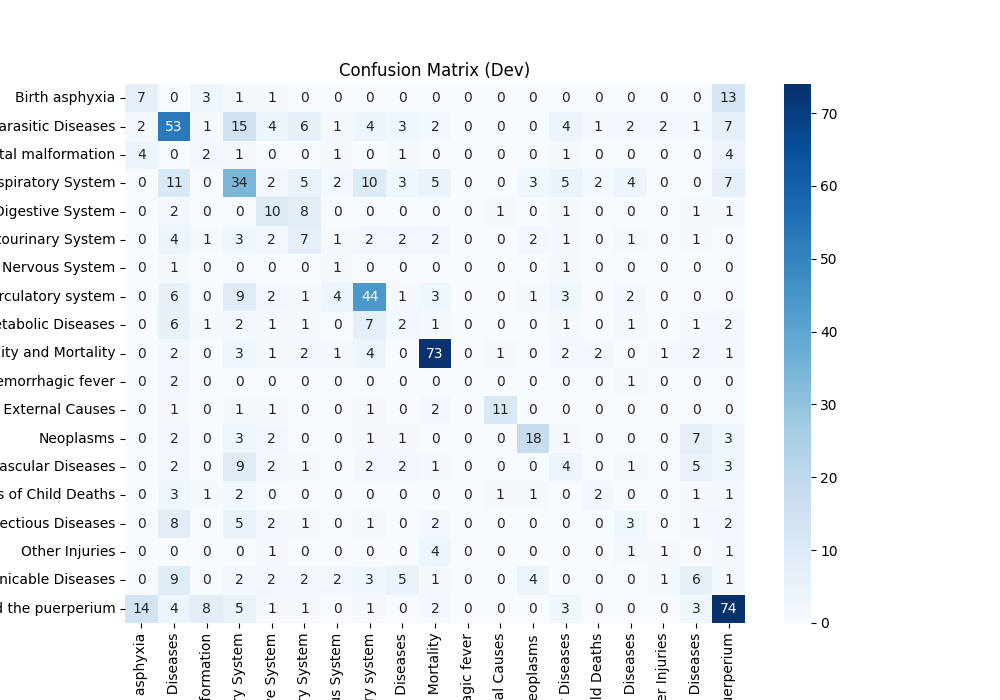 Confusion Matrix (Dev)
Birth asphyxia 7 0 3 1 1 0 0 0 0 0 0 0 0 0 0 0 0 0 13
arasitic Diseases 2 53 1 15 4 6 1 4 3 2 0 0 0 4 1 2 2 1 7
tal malformation 4 0 2 1 0 0 1 0 1 0 0 0 0 1 0 0 0 0 4
spiratory System 0 11 0 34 2 5 2 10 3 5 0 0 3 5 2 4 0 0 7
Digestive System 0 2 0 0 10 8 0 0 0 0 0 1 0 1 0 0 0 1 1
tourinary System 0 4 1 3 2 7 1 2 2 2 0 0 2 1 0 1 0 1 0
Nervous System 0 1 0 0 0 0 1 0 0 0 0 0 0 1 0 0 0 0 0
rculatory system 0 6 0 9 2 1 4 44 1 3 0 0 1 3 0 2 0 0 0
etabolic Diseases 0 6 1 2 1 1 0 7 2 1 0 0 0 1 0 1 0 1 2
ity and Mortality 0 2 0 3 1 2 1 4 0 73 0 1 0 2 2 0 1 2 1
emorrhagic fever 0 2 0 0 0 0 0 0 0 0 0 0 0 0 0 1 0 0 0
External Causes 0 1 0 1 1 0 0 1 0 2 0 11 0 0 0 0 0 0 0
Neoplasms 0 2 0 3 2 0 0 1 1 0 0 0 18 1 0 0 0 7 3
ascular Diseases 0 2 0 9 2 1 0 2 2 1 0 0 0 4 0 1 0 5 3
s of Child Deaths 0 3 1 2 0 0 0 0 0 0 0 1 1 0 2 0 0 1 1
ectious Diseases 0 8 0 5 2 1 0 1 0 2 0 0 0 0 0 3 0 1 2
Other Injuries 0 0 0 0 1 0 0 0 0 4 0 0 0 0 0 1 1 0 1
nicable Diseases 0 9 0 2 2 2 2 3 5 1 0 0 4 0 0 0 1 6 1
d the puerperium 14 4 8 5 1 1 0 1 0 2 0 0 0 3 0 0 0 3 74
asphyxia
Diseases
formation
ry System
ve System
ry System
us System
ry system
Diseases
Mortality
agic fever
al Causes
eoplasms
r Diseases
ld Deaths
Diseases
er Injuries
Diseases
uerperium
70
60
50
40
30
20
10
0